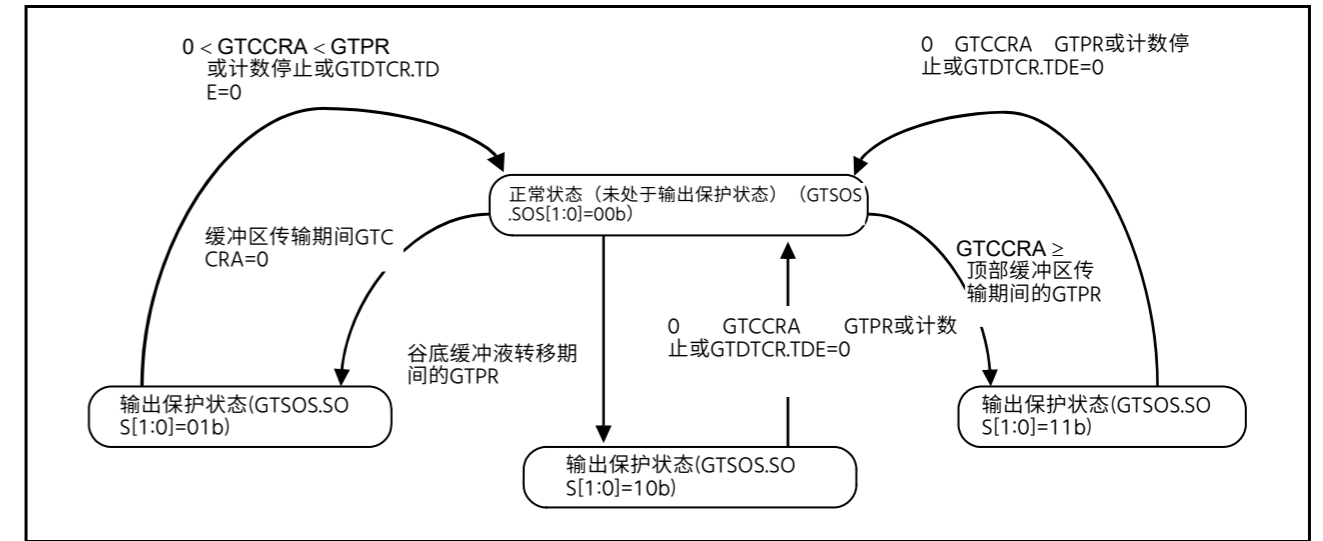 0 < GTCCRA < GTPR
或计数停止或GTDTCR.TD
E=0
0 GTCCRA GTPR或计数停
止或GTDTCR.TDE=0
正常状态（未处于输出保护状态）（GTSOS
.SOS[1:0]=00b）
缓冲区传输期间GTC
CRA=0
GTCCRA ≥
顶部缓冲区传
输期间的GTPR
0 GTCCRA GTPR或计数
止或GTDTCR.TDE=0
谷底缓冲液转移期
间的GTPR
输出保护状态(GTSOS.SO
S[1:0]=01b)
输出保护状态(GTSOS.SO
S[1:0]=11b)
输出保护状态(GTSOS.SO
S[1:0]=10b)